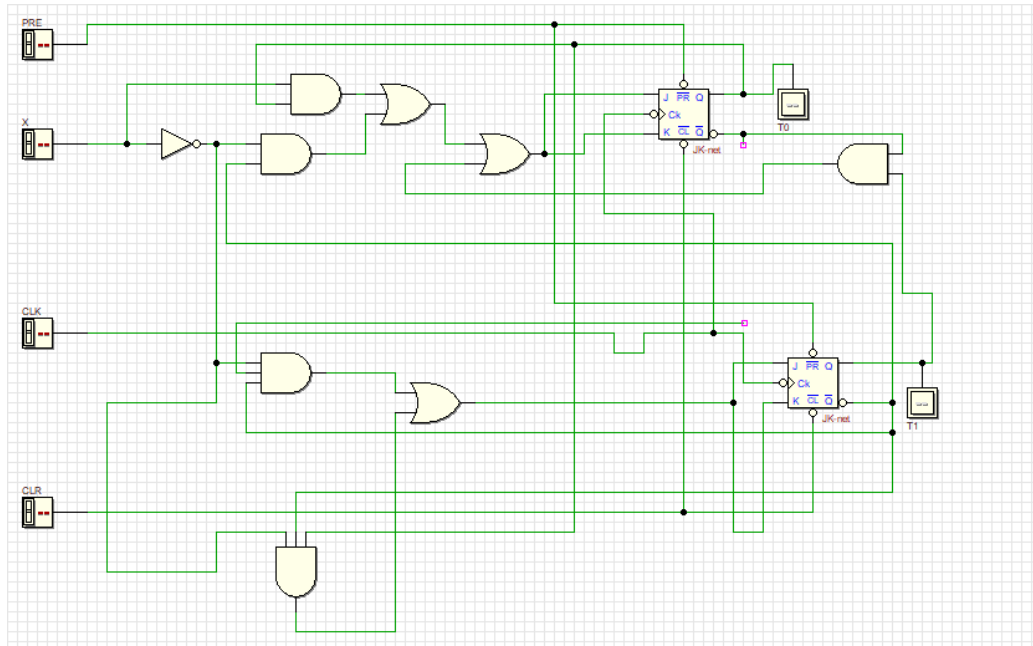 PRE
--
X
--
J PR Q
Ck
K CL Q
JK-net
--
T0
CLK
--
J PR Q
Ck
K CL Q
JK-net
--
T1
CLR
--